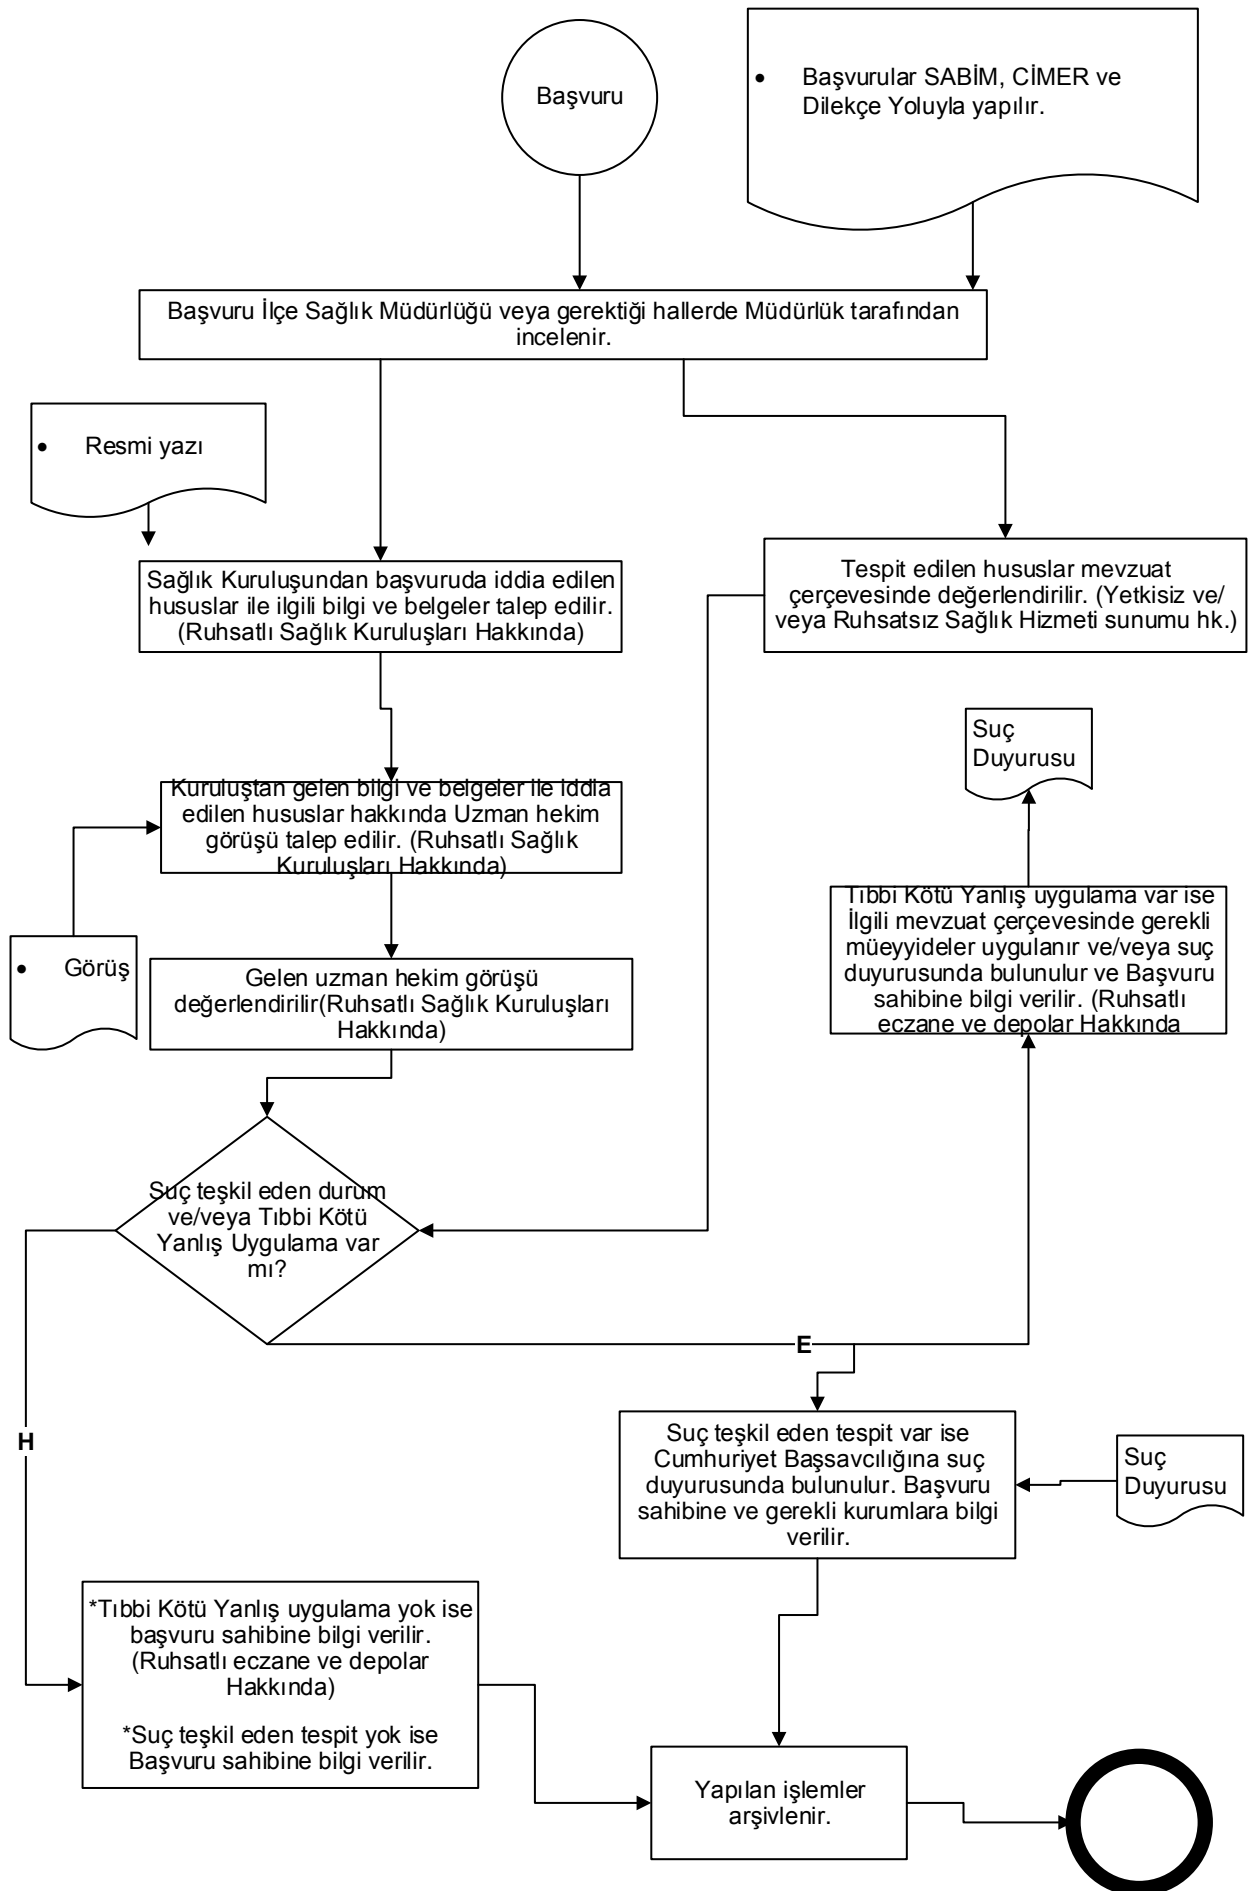 Başvuru
• Başvurular SABİM, CİMER ve
Dilekçe Yoluyla yapılır.
Başvuru İlçe Sağlık Müdürlüğü veya gerektiği hallerde Müdürlük tarafından
incelenir.
• Resmi yazı
Sağlık Kuruluşundan başvuruda iddia edilen
hususlar ile ilgili bilgi ve belgeler talep edilir.
(Ruhsatlı Sağlık Kuruluşları Hakkında)
Tespit edilen hususlar mevzuat
çerçevesinde değerlendirilir. (Yetkisiz ve/
veya Ruhsatsız Sağlık Hizmeti sunumu hk.)
Suç
Duyurusu
Kuruluştan gelen bilgi ve belgeler ile iddia
edilen hususlar hakkında Uzman hekim
görüşü talep edilir. (Ruhsatlı Sağlık
Kuruluşları Hakkında)
• Görüş
Gelen uzman hekim görüşü
değerlendirilir(Ruhsatlı Sağlık Kuruluşları
Hakkında)
Tıbbi Kötü Yanlış uygulama var ise
İlgili mevzuat çerçevesinde gerekli
müeyyideler uygulanır ve/veya suç
duyurusunda bulunulur ve Başvuru
sahibine bilgi verilir. (Ruhsatlı
eczane ve depolar Hakkında
Suç teşkil eden durum
ve/veya Tıbbi Kötü
Yanlış Uygulama var
mı?
E
H
Suç teşkil eden tespit var ise
Cumhuriyet Başsavcılığına suç
duyurusunda bulunulur. Başvuru
sahibine ve gerekli kurumlara bilgi
verilir.
Suç
Duyurusu
*Tıbbi Kötü Yanlış uygulama yok ise
başvuru sahibine bilgi verilir.
(Ruhsatlı eczane ve depolar
Hakkında)
*Suç teşkil eden tespit yok ise
Başvuru sahibine bilgi verilir.
Yapılan işlemler
arşivlenir.